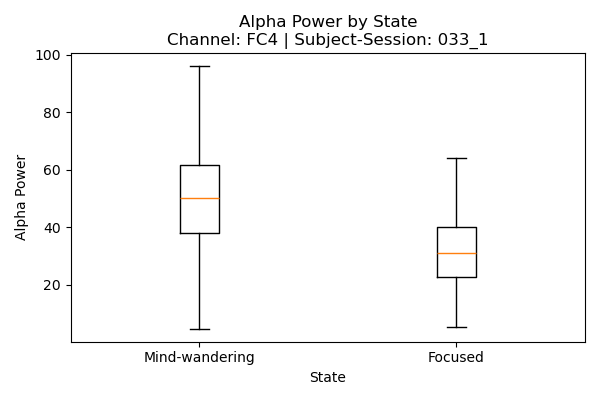 Alpha Power by State
Channel: FC4 | Subject-Session: 033_1
100
80
60
40
20
Alpha Power
Mind-wandering
Focused
State